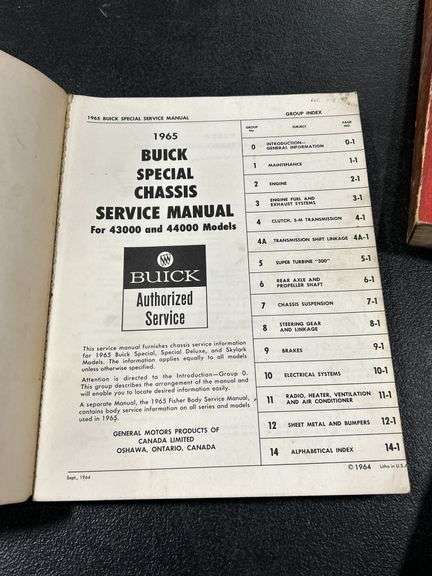 1965 BUICK SPECIAL SERVICE MANUAL
1965
BUICK
SPECIAL
CHASSIS
SERVICE MANUAL
For 43000 and 44000 Models
BUICK
Authorized
Service
This service manual furnishes chassis service information
for 1965 Buick Special, Special Deluxe, and Skylark
Models. The information applies equally to all models
unless otherwise specified.
Attention is directed to the Introduction—Group 0.
This group describes the arrangement of the manual and
will enable you to locate desired information easily.
A separate Manual, the 1965 Fisher Body Service Manual,
contains body service information on all series and models
used in 1965.
GENERAL MOTORS PRODUCTS OF
CANADA LIMITED
OSHAWA, ONTARIO, CANADA
Sept., 1964
GROUP INDEX
GROUP NO. SUBJECT PAGE NO.
0 INTRODUCTION— GENERAL INFORMATION 0-1
1 MAINTENANCE 1-1
2 ENGINE 2-1
3 ENGINE FUEL AND EXHAUST SYSTEMS 3-1
4 CLUTCH, S-M TRANSMISSION 4-1
4A TRANSMISSION SHIFT LINKAGE 4A-1
5 SUPER TURBINE "300" 5-1
6 REAR AXLE AND PROPELLER SHAFT 6-1
7 CHASSIS SUSPENSION 7-1
8 STEERING GEAR AND LINKAGE 8-1
9 BRAKES 9-1
10 ELECTRICAL SYSTEMS 10-1
11 RADIO, HEATER, VENTILATION AND AIR CONDITIONER 11-1
12 SHEET METAL AND BUMPERS 12-1
14 ALPHABETICAL INDEX 14-1
© 1964 Litho in U.S.A.